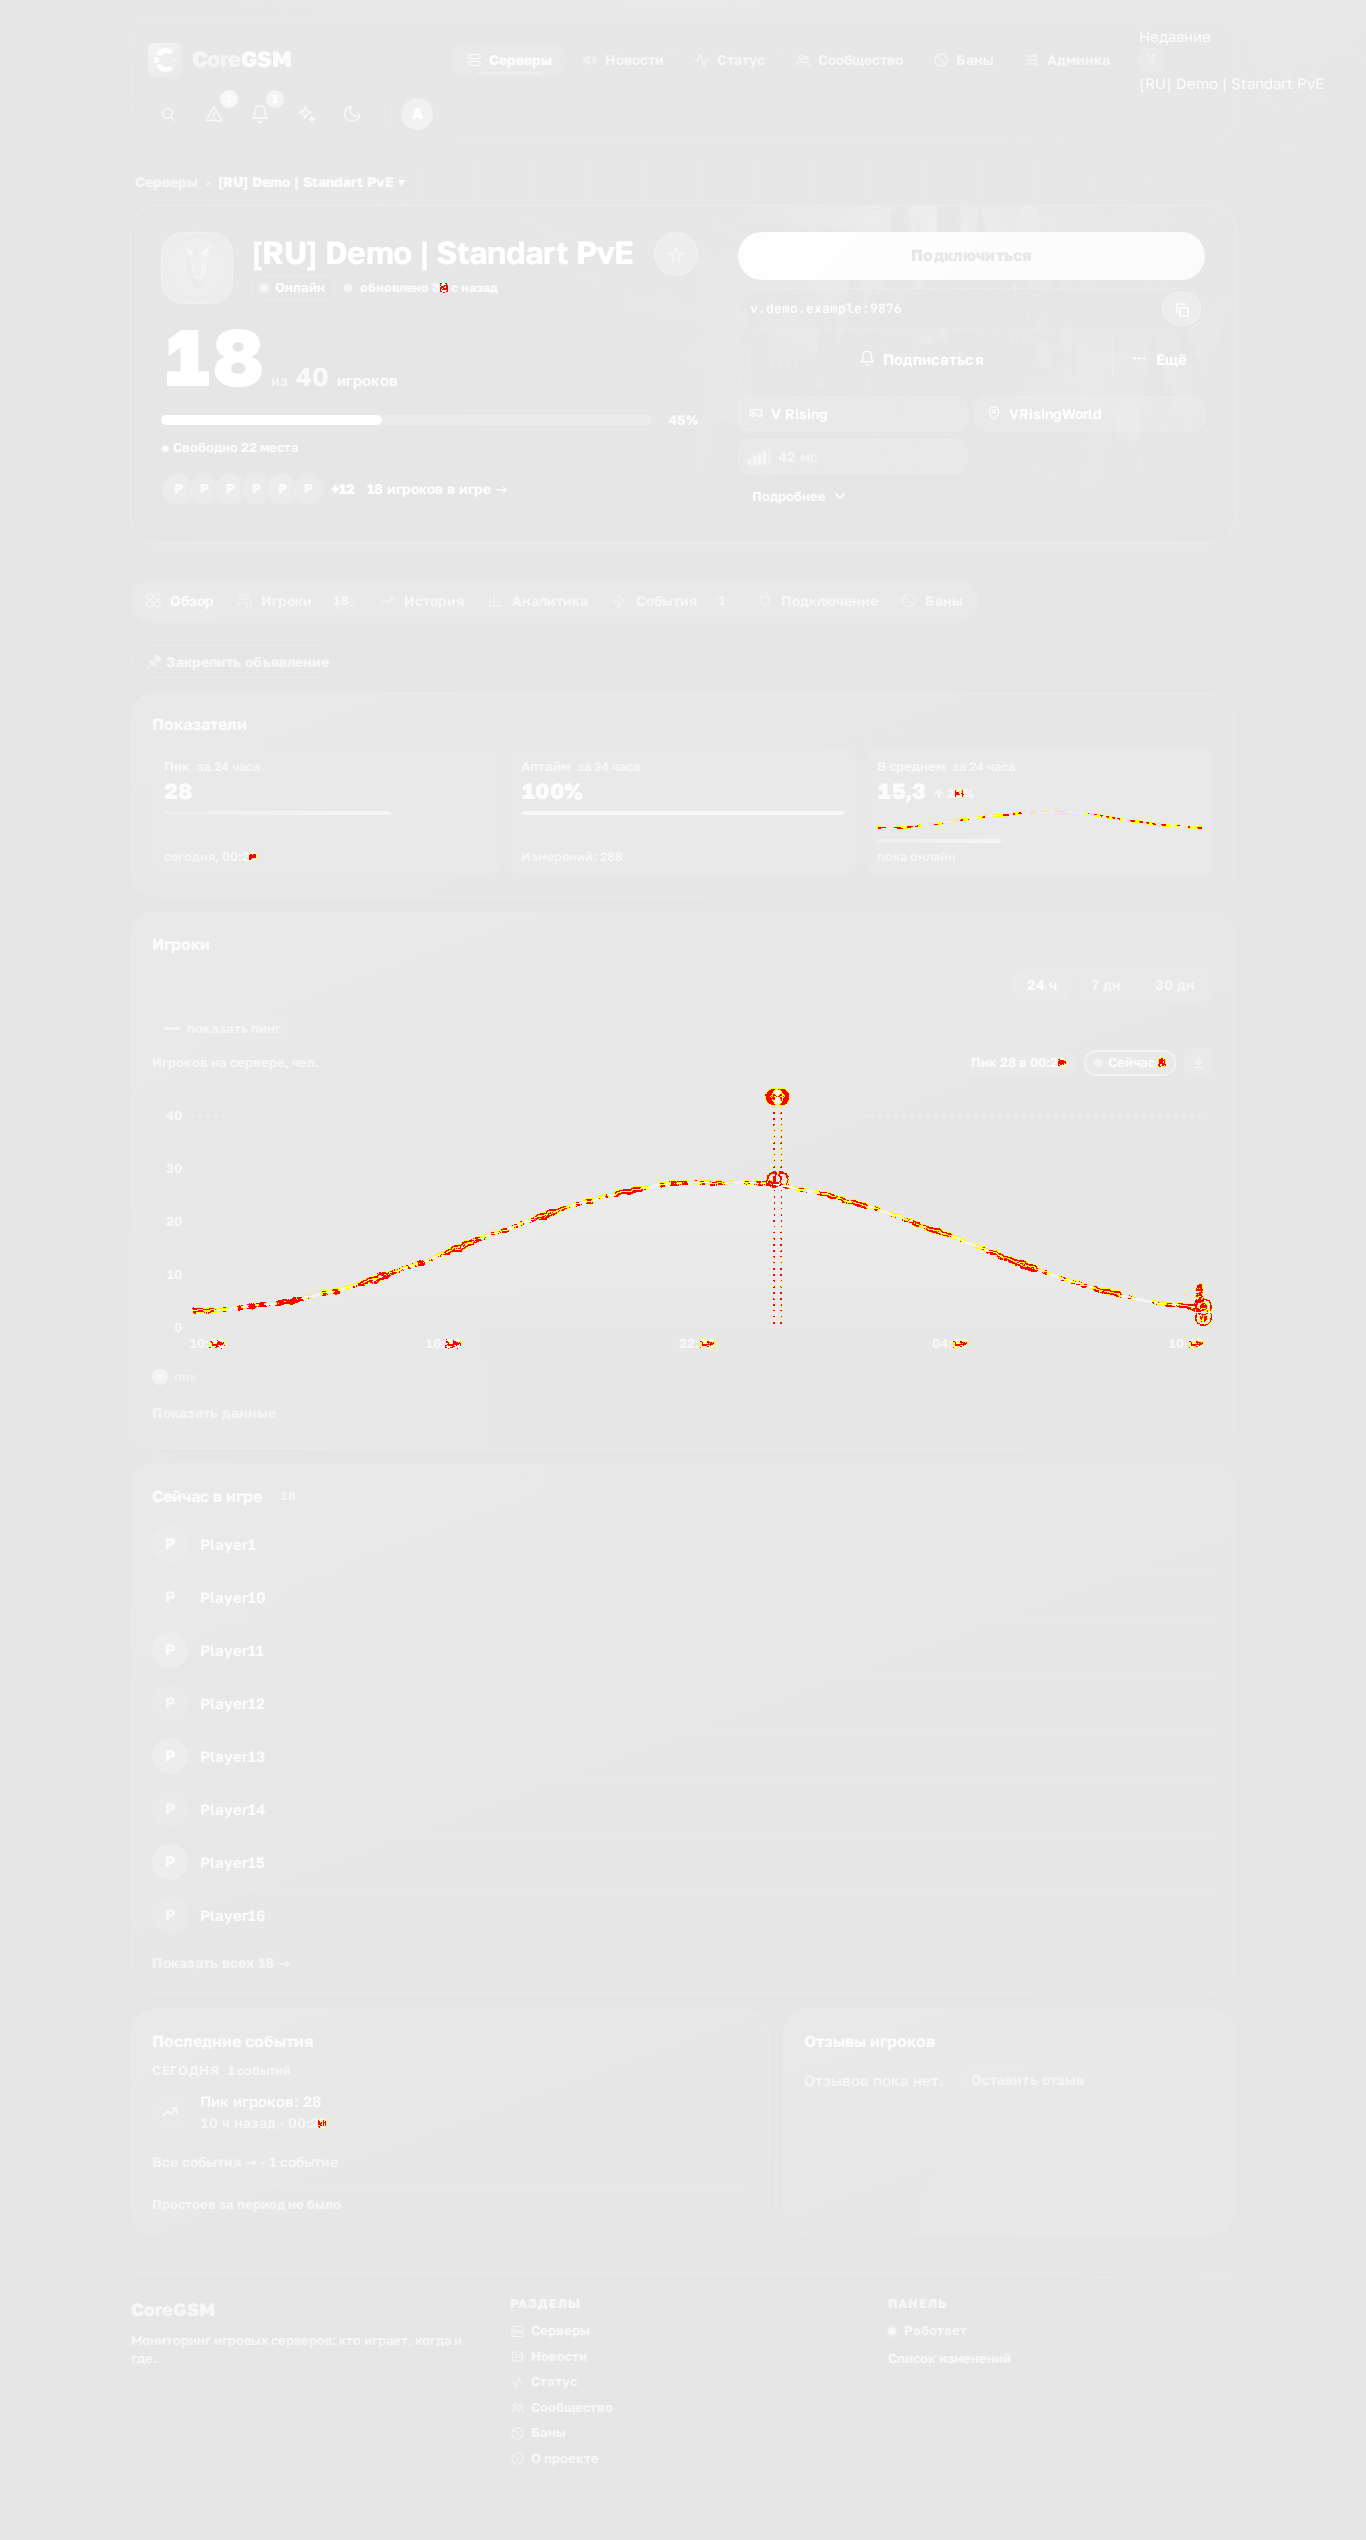 CoreGSM
Серверы
Новости
Статус
Сообщество
Баны
Админка
Недавние
[RU] Demo | Standart PvE
1
1
A
Серверы › [RU] Demo | Standart PvE ▾
[RU] Demo | Standart PvE
Онлайн
обновлено с назад
18 из 40 игроков
45%
Свободно 22 места
P P P P P P +12 18 игроков в игре →
Подключиться
v.demo.example:9876
Подписаться
Ещё
V Rising
VRisingWorld
42 мс
Подробнее
Обзор
Игроки 18
История
Аналитика
События 1
Подключение
Баны
Закрепить объявление
Показатели
Пик за 24 часа
28
сегодня,
Аптайм за 24 часа
100%
Измерений: 288
В среднем за 24 часа
15,3
пока онлайн
Игроки
24 ч 7 дн 30 дн
показать пинг
Игроков на сервере, чел.
Пик 28 в
Сейчас
40
30
20
10
0
пик
Показать данные
Сейчас в игре 18
P Player1
P Player10
P Player11
P Player12
P Player13
P Player14
P Player15
P Player16
Показать всех 18 →
Последние события
СЕГОДНЯ 1 событий
Пик игроков: 28
10 ч назад ·
Все события → · 1 событие
Простоев за период не было
Отзывы игроков
Отзывов пока нет. Оставить отзыв
CoreGSM
Мониторинг игровых серверов: кто играет, когда и
где.
РАЗДЕЛЫ
Серверы
Новости
Статус
Сообщество
Баны
О проекте
ПАНЕЛЬ
Работает
Список изменений